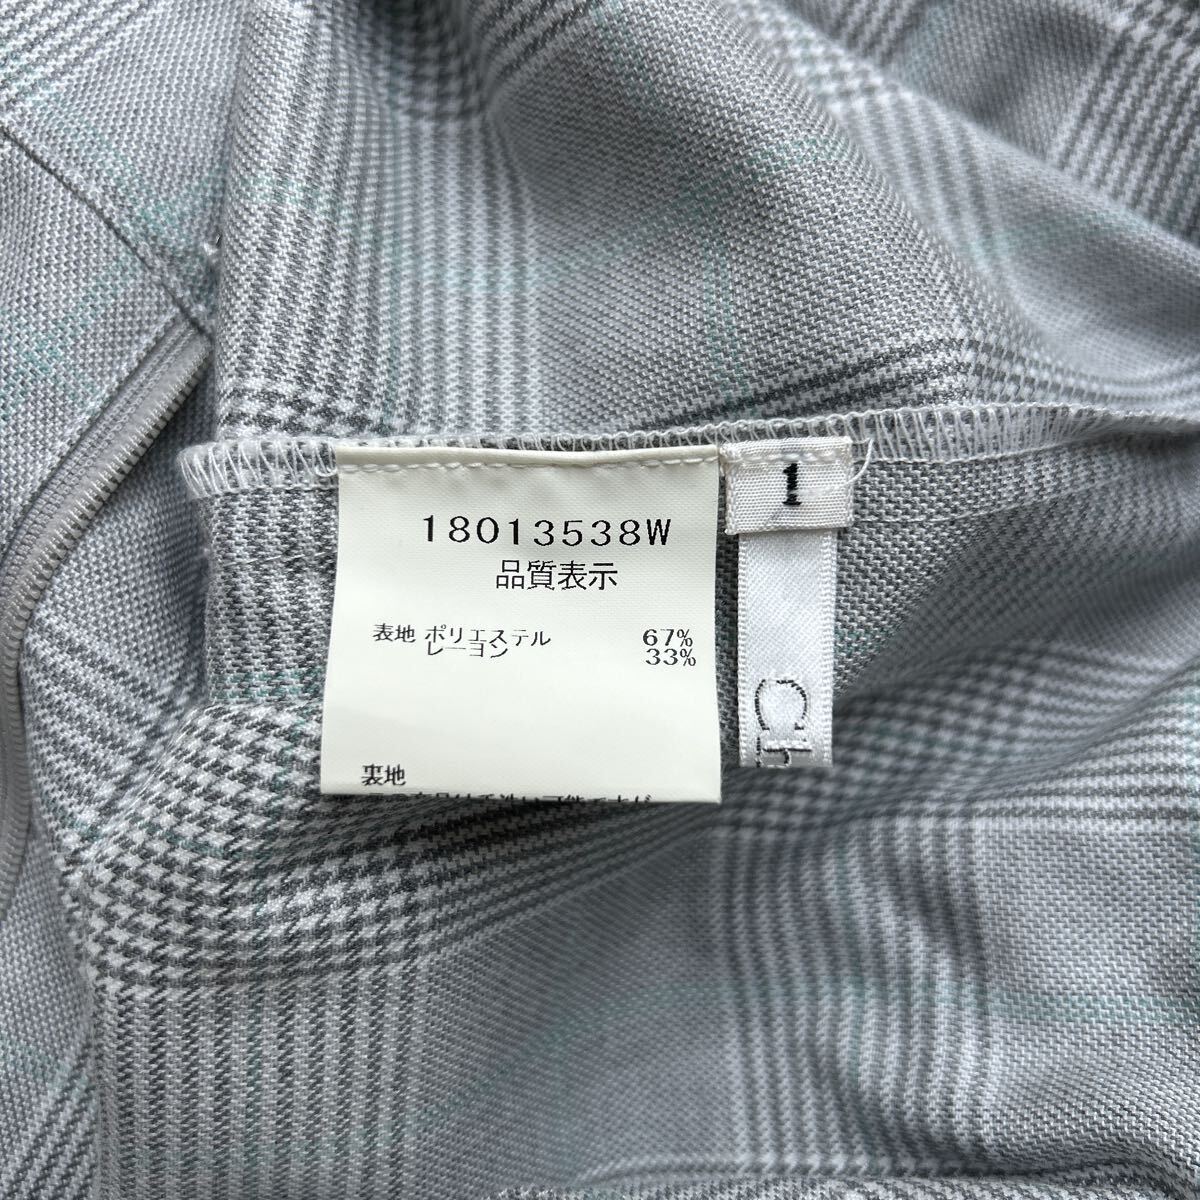 18013538W
品質表示
表地 ポリエステル 67%
レーヨン 33%
裏地
1